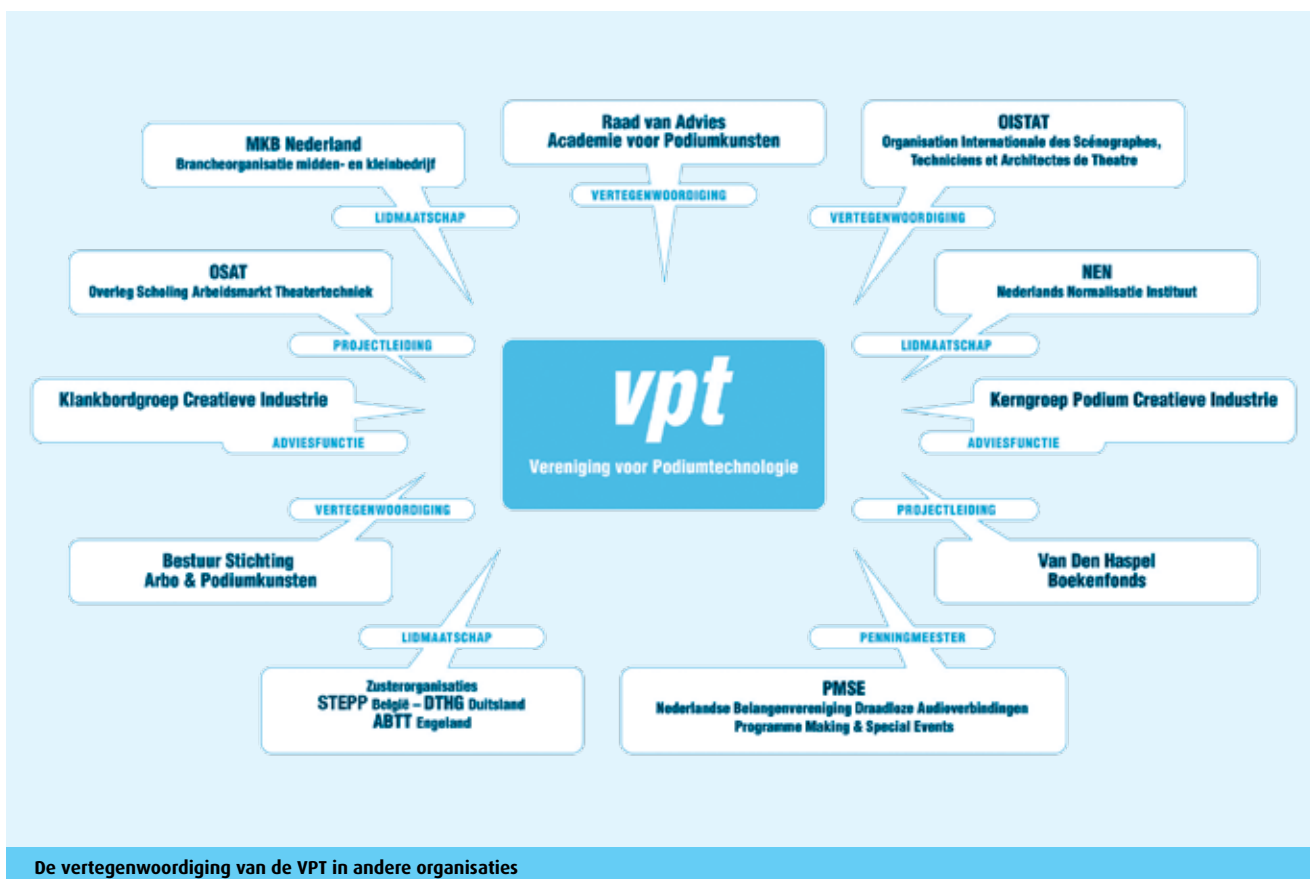 MKB Nederland
Brancheorganisatie midden- en kleinbedrijf
LIDMAATSCHAP
Raad van Advies
Academie voor Podiumkunsten
VERTEGENWOORDIGING
OISTAT
Organisation Internationale des Scénographes,
Techniciens et Architectes de Theatre
VERTEGENWOORDIGING
OSAT
Overleg Scholing Arbeidsmarkt Theatertechniek
PROJECTLEIDING
NEN
Nederlands Normalisatie Instituut
LIDMAATSCHAP
Klankbordgroep Creatieve Industrie
ADVIESFUNCTIE
vpt
Vereniging voor Podiumtechnologie
Kerngroep Podium Creatieve Industrie
ADVIESFUNCTIE
VERTEGENWOORDIGING
Bestuur Stichting
Arbo & Podiumkunsten
PROJECTLEIDING
Van Den Haspel
Boekenfonds
LIDMAATSCHAP
Zusterorganisaties
STEPP België – DTHG Duitsland
ABTT Engeland
PENNINGMEESTER
PMSE
Nederlandse Belangenvereniging Draadloze Audioverbindingen
Programme Making & Special Events
De vertegenwoordiging van de VPT in andere organisaties